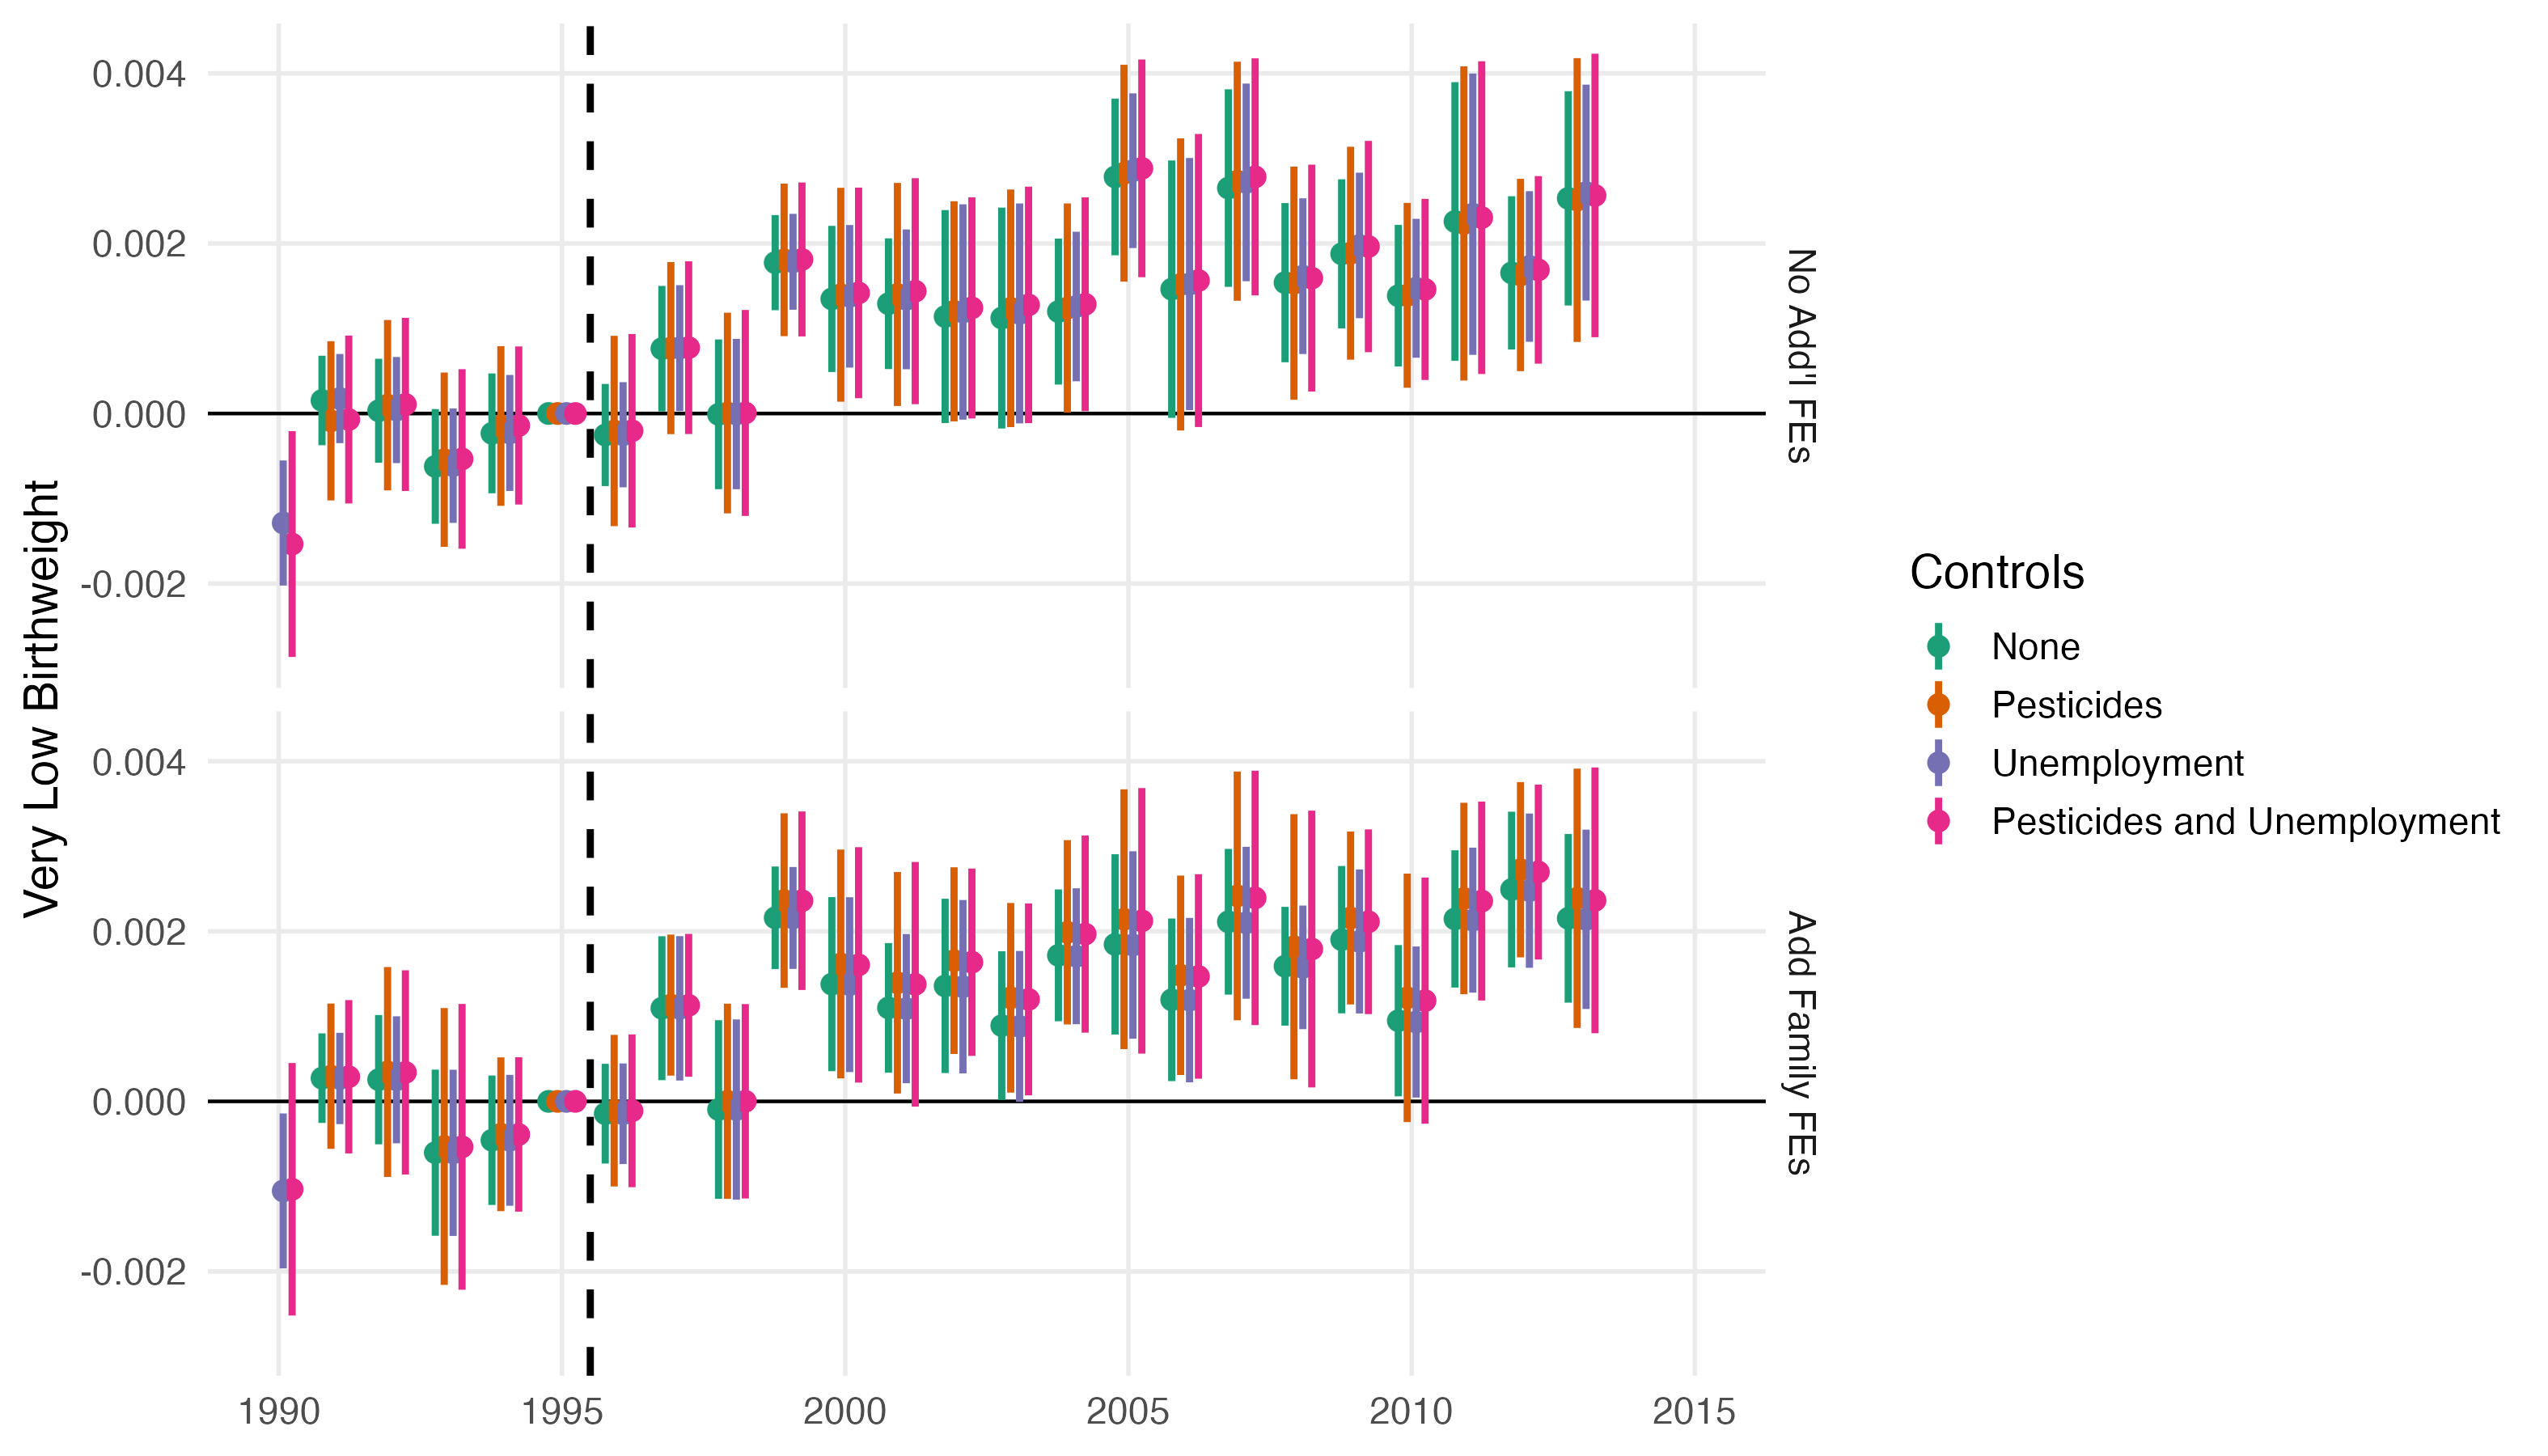 Very Low Birthweight
0.004
0.002
0.000
-0.002
No Add'l FEs
0.004
0.002
0.000
-0.002
Add Family FEs
1990
1995
2000
2005
2010
2015
Controls
None
Pesticides
Unemployment
Pesticides and Unemployment